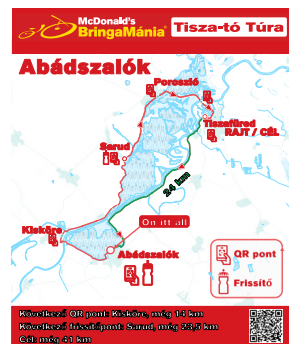 McDonald's
BringaMánia
Tisza-tó Túra
Abádszalók
Poroszló
Tiszafüred
RAJT / CÉL
Sarud
24 km
Kisköre
Ön itt áll
Abádszalók
QR pont
Frissítő
Következő QR pont: Kisköre, még 14 km
Következő frissítőpont: Sarud, még 23,5 km
Cél: még 41 km